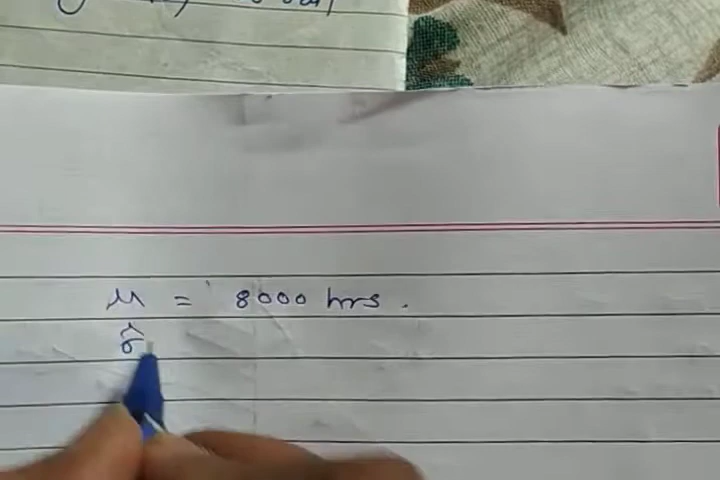 μ = 8000 hrs.
σ̂